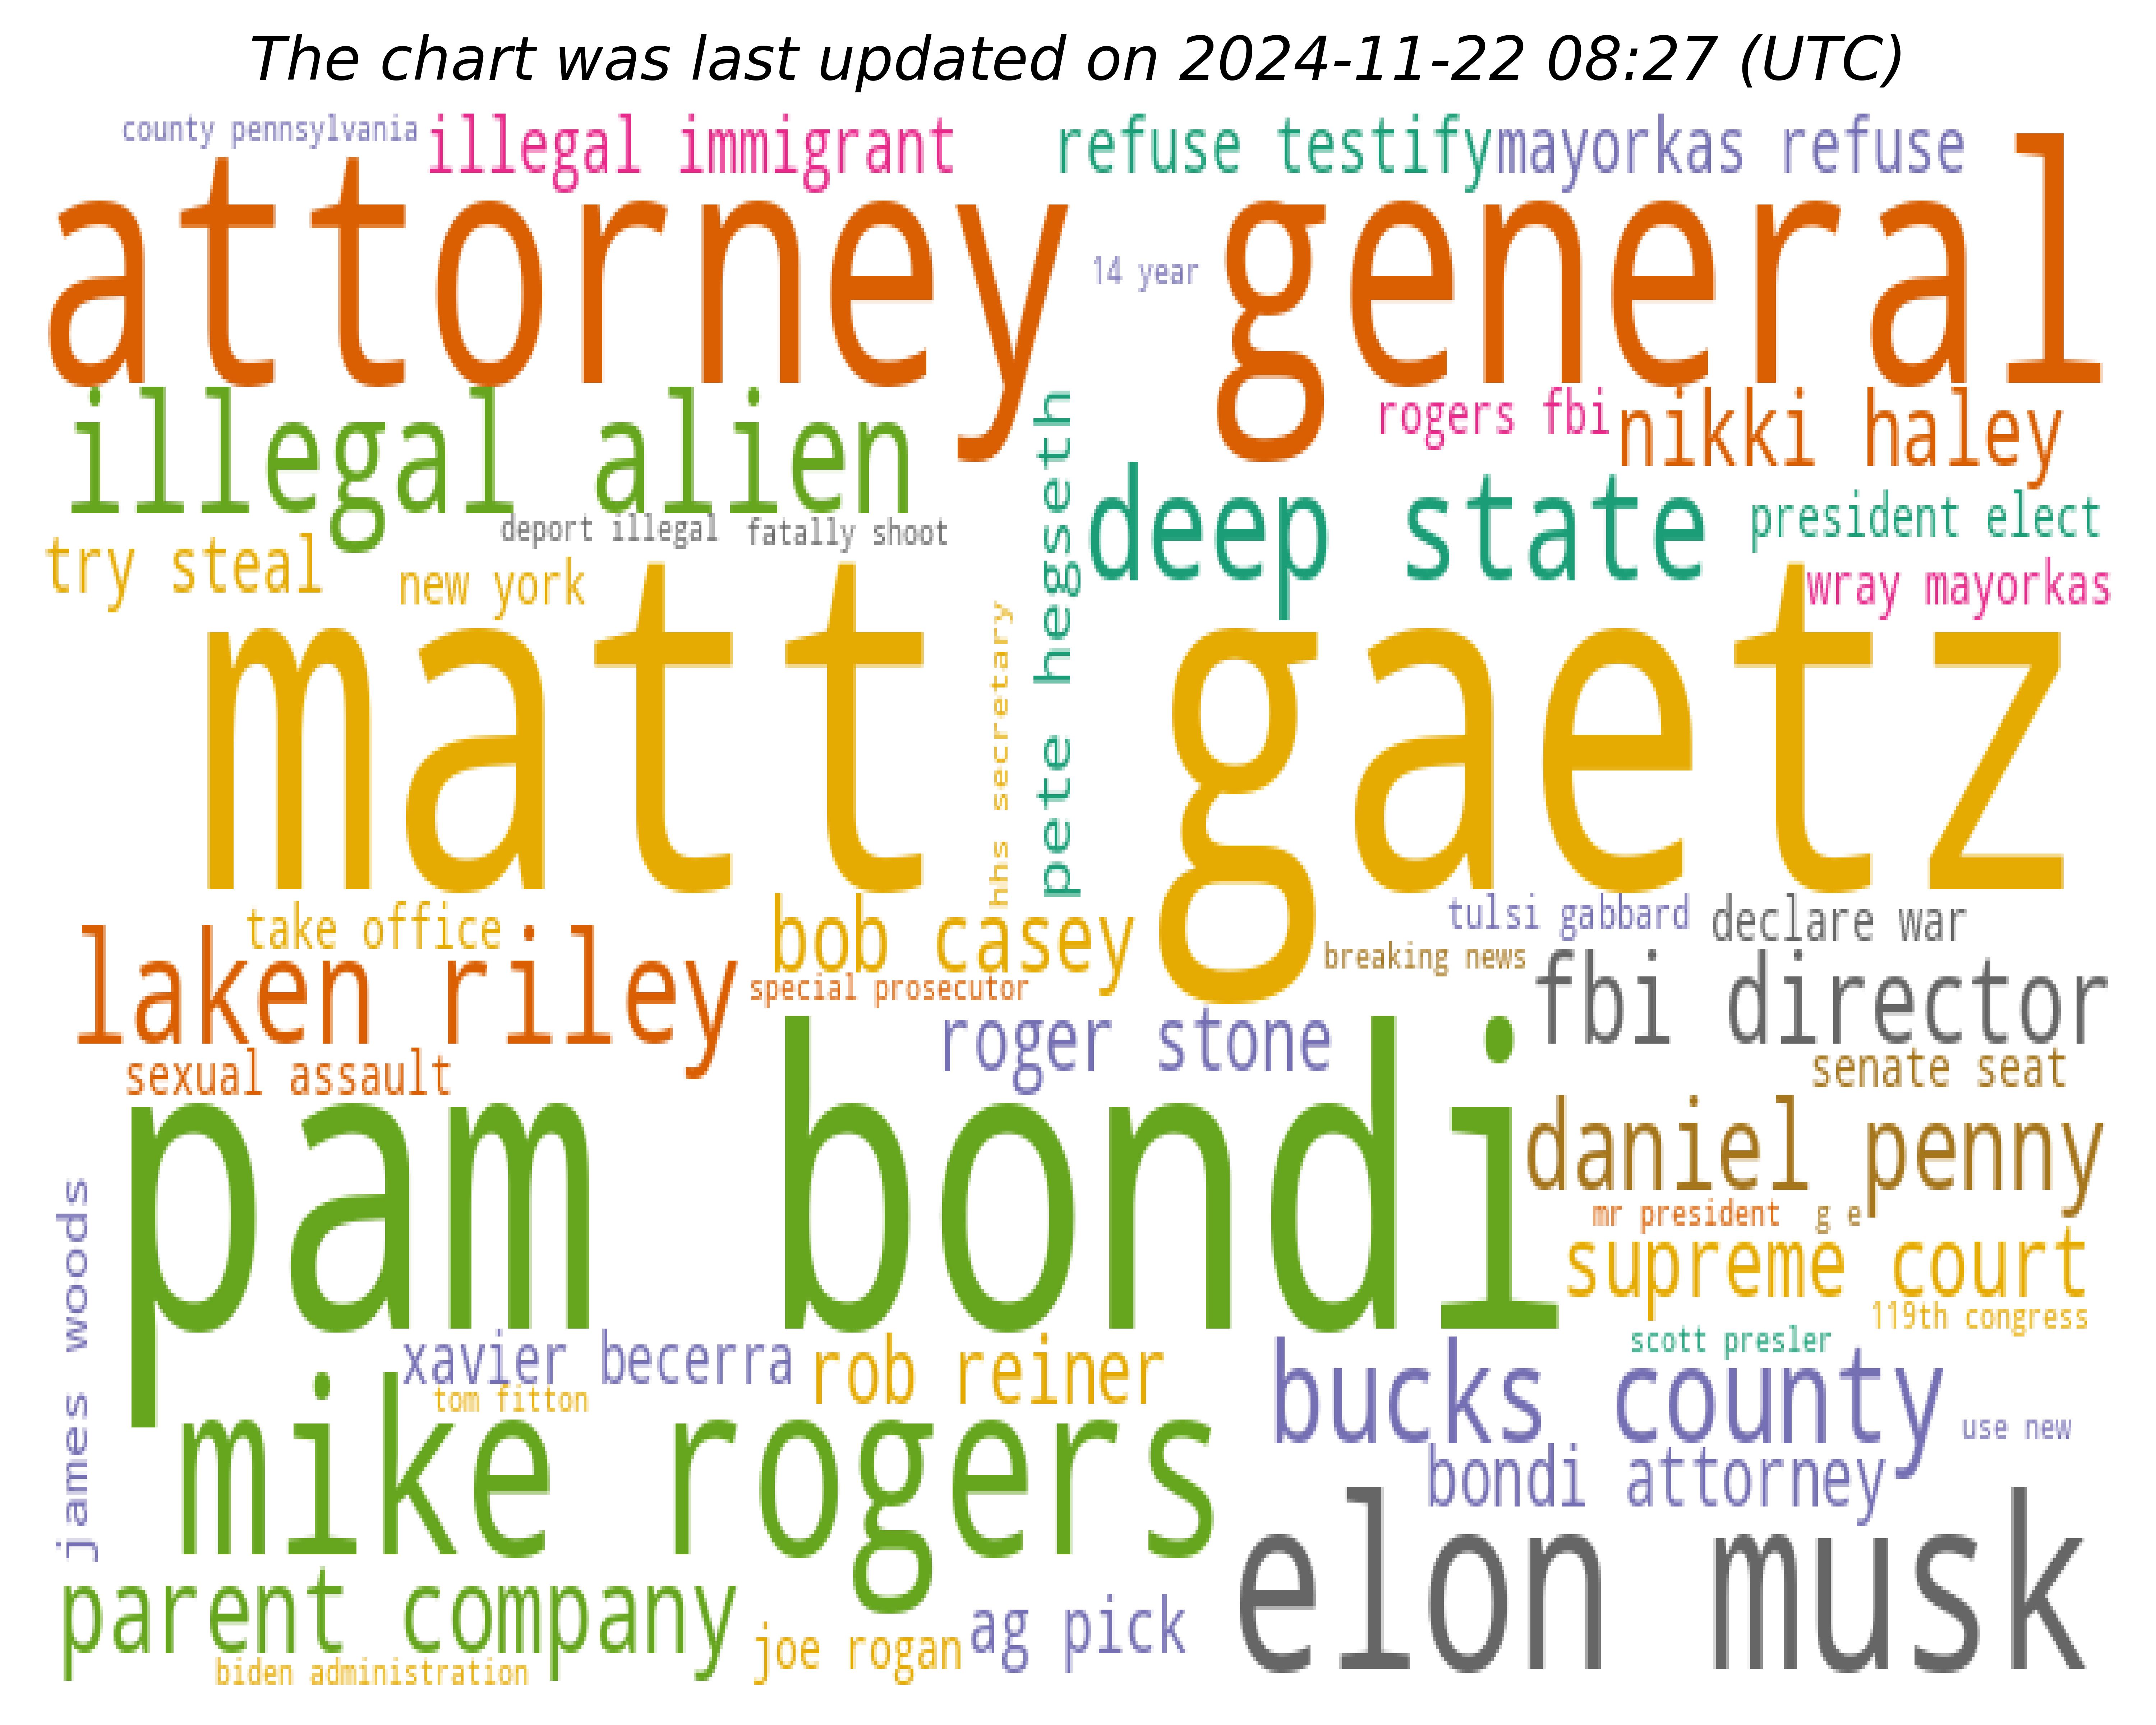 The chart was last updated on 2024-11-22 08:27 (UTC)
county pennsylvania
illegal immigrant
refuse testify
mayorkas refuse
attorney general
14 year
illegal alien
rogers fbi
nikki haley
deep state
president elect
deport illegal
fatally shoot
try steal
new york
wray mayorkas
pete hegseth
hhs secretary
matt gaetz
take office
bob casey
tulsi gabbard
declare war
laken riley
breaking news
special prosecutor
fbi director
roger stone
sexual assault
senate seat
pam bondi
daniel penny
mr president
g e
supreme court
james woods
119th congress
xavier becerra
rob reiner
scott presler
bucks county
tom fitton
use new
mike rogers
bondi attorney
elon musk
parent company
joe rogan
ag pick
biden administration